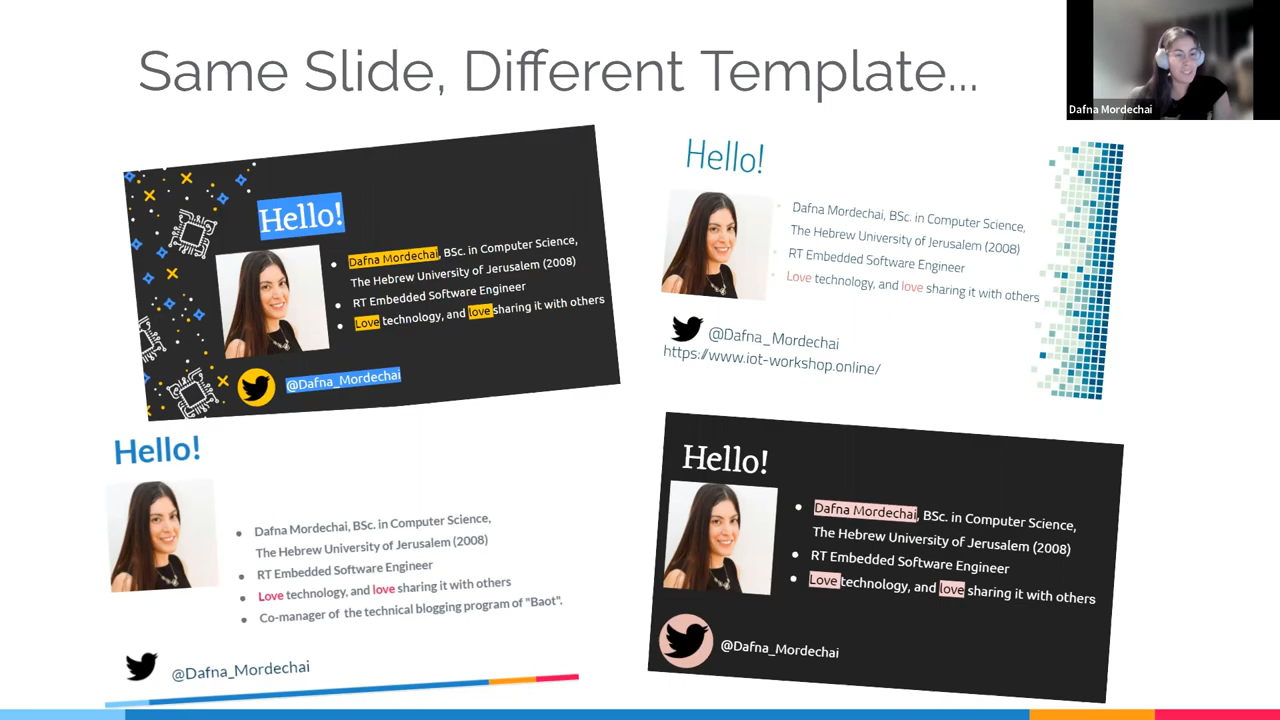 Same Slide, Different Template...
Dafna Mordechai
Hello!
Dafna Mordechai, BSc. in Computer Science,
The Hebrew University of Jerusalem (2008)
RT Embedded Software Engineer
Love technology, and love sharing it with others
@Dafna_Mordechai
Hello!
Dafna Mordechai, BSc. in Computer Science,
The Hebrew University of Jerusalem (2008)
RT Embedded Software Engineer
Love technology, and love sharing it with others
@Dafna_Mordechai
https://www.iot-workshop.online/
Hello!
Dafna Mordechai, BSc. in Computer Science,
The Hebrew University of Jerusalem (2008)
RT Embedded Software Engineer
Love technology, and love sharing it with others
Co-manager of the technical blogging program of "Baot".
@Dafna_Mordechai
Hello!
Dafna Mordechai, BSc. in Computer Science,
The Hebrew University of Jerusalem (2008)
RT Embedded Software Engineer
Love technology, and love sharing it with others
@Dafna_Mordechai